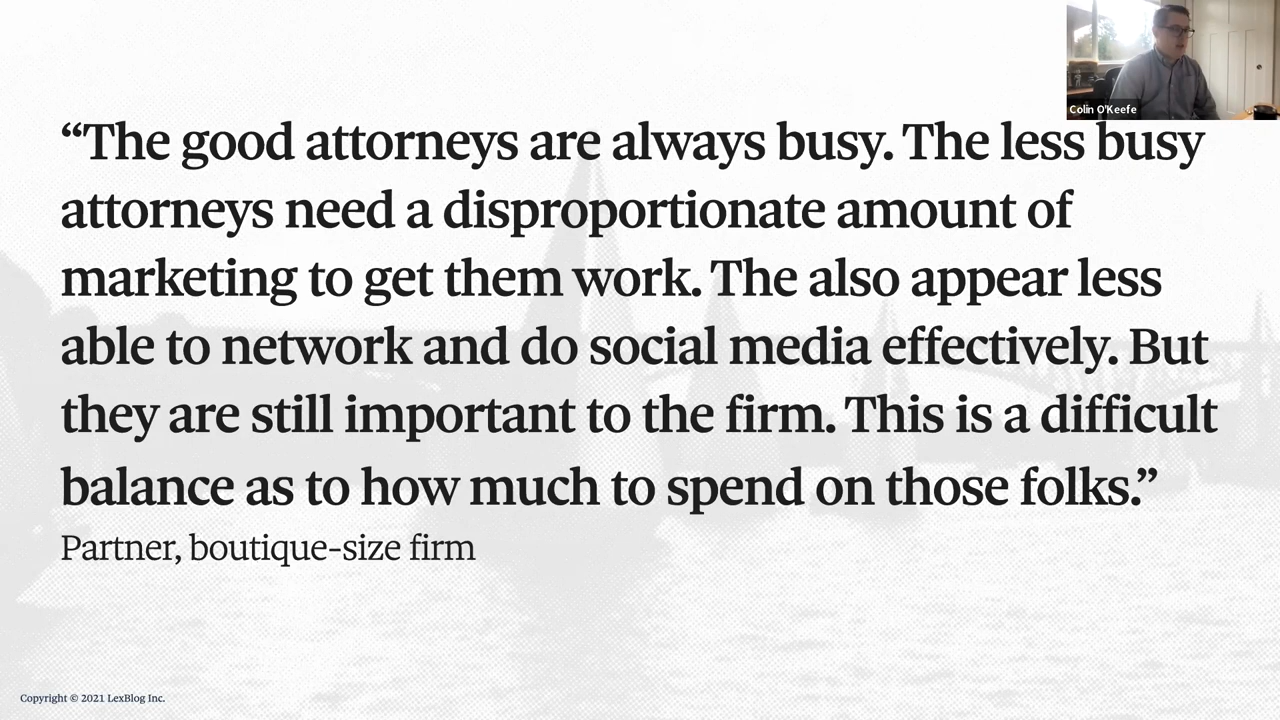 Colin O'Keefe
“The good attorneys are always busy. The less busy
attorneys need a disproportionate amount of
marketing to get them work. The also appear less
able to network and do social media effectively. But
they are still important to the firm. This is a difficult
balance as to how much to spend on those folks.”
Partner, boutique-size firm
Copyright © 2021 LexBlog Inc.